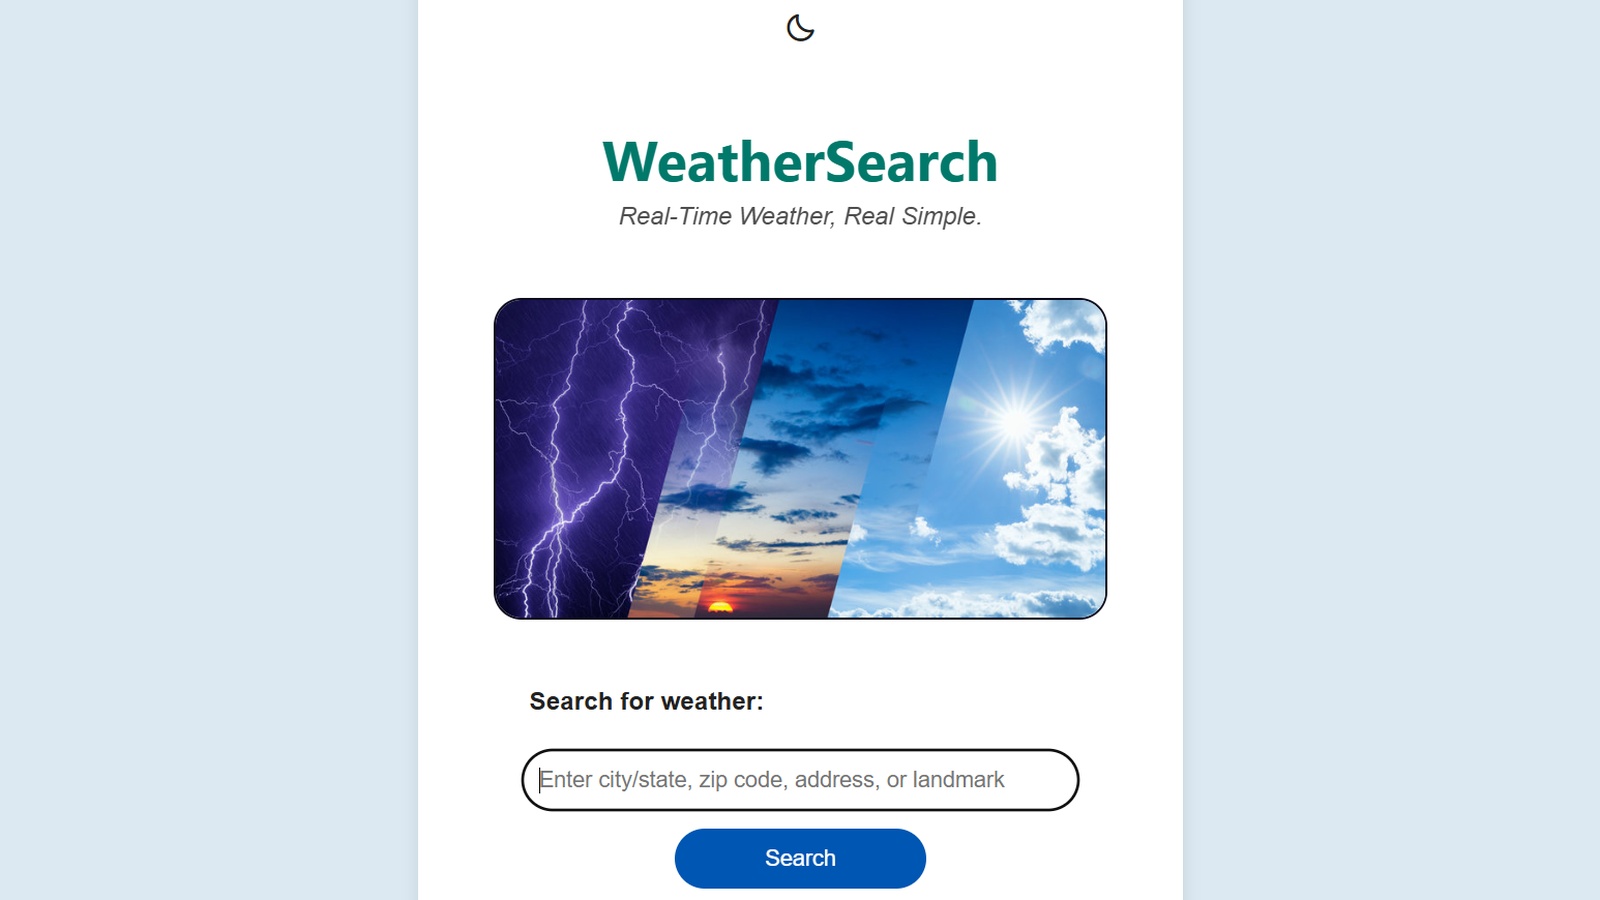 WeatherSearch
Real-Time Weather, Real Simple.
Search for weather:
Enter city/state, zip code, address, or landmark
Search